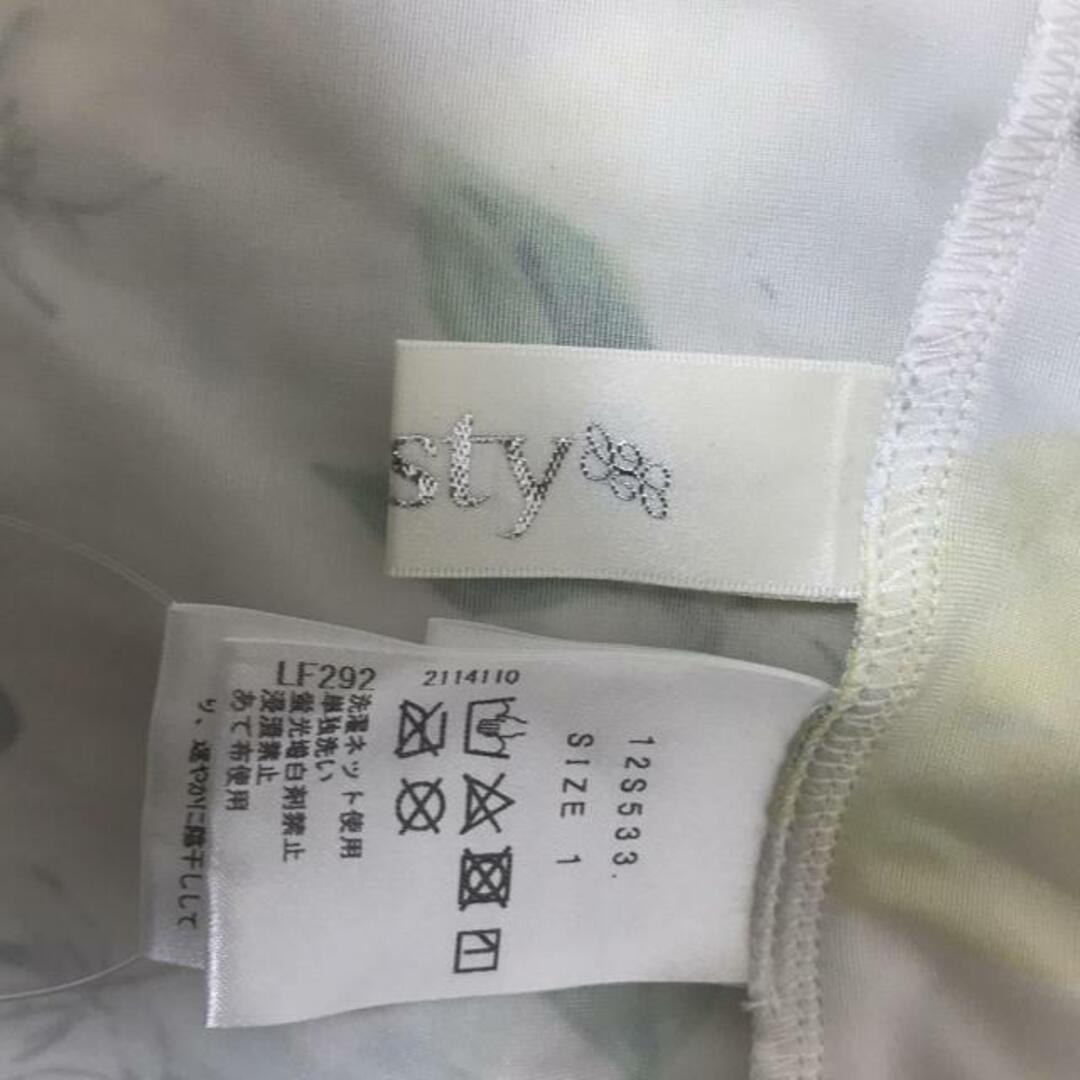 sty
12S533.
SIZE 1
2114110
LF292
洗濯ネット使用
単独洗い
蛍光増白剤禁止
浸漬禁止
あて布使用
り、速やかに陰干しして